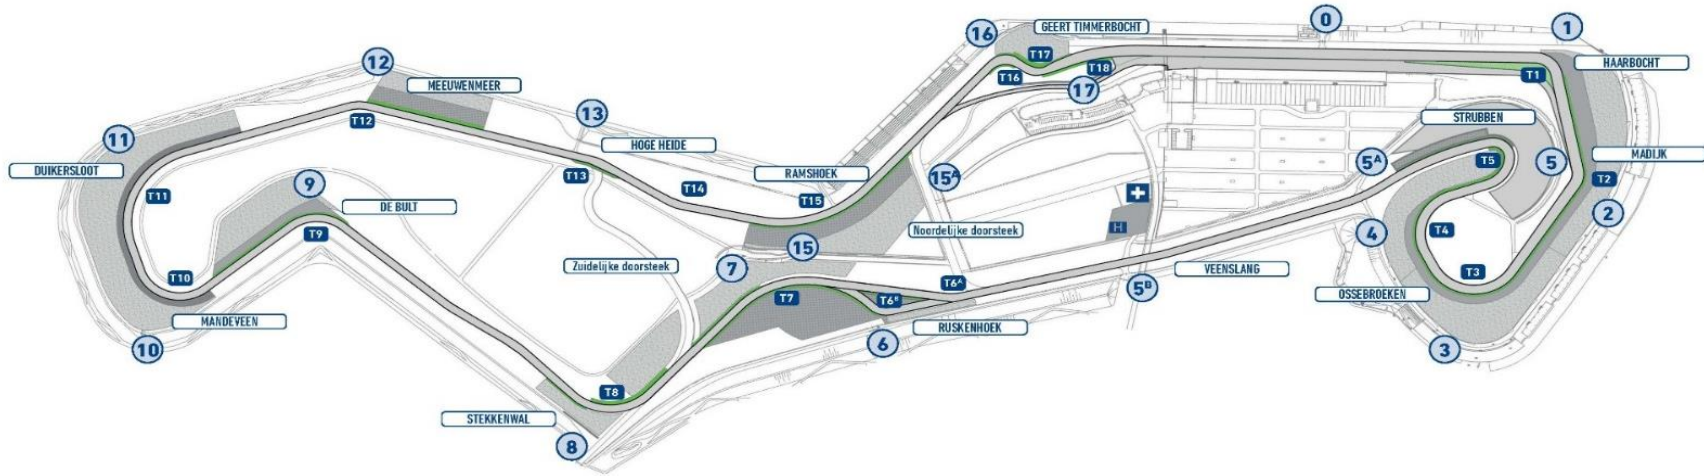 0
1
16
GEERT TIMMERBOCHT
T17
T18
T16
17
T1
HAARBOCHT
12
MEEUWENMEER
T12
13
HOGE HEIDE
T13
T14
11
DUIKERSLOOT
T11
9
DE BULT
T9
T10
MANDEVEEN
10
RAMSHOEK
T15
15ᴬ
15
Noordelijke doorsteek
Zuidelijke doorsteek
7
T7
H
STRUBBEN
5ᴬ
T5
5
MADIJK
T2
2
4
T4
T3
OSSEBROEKEN
3
VEENSLANG
5ᴮ
T6ᴬ
T6ᴮ
RUSKENHOEK
6
T8
STEKKENWAL
8